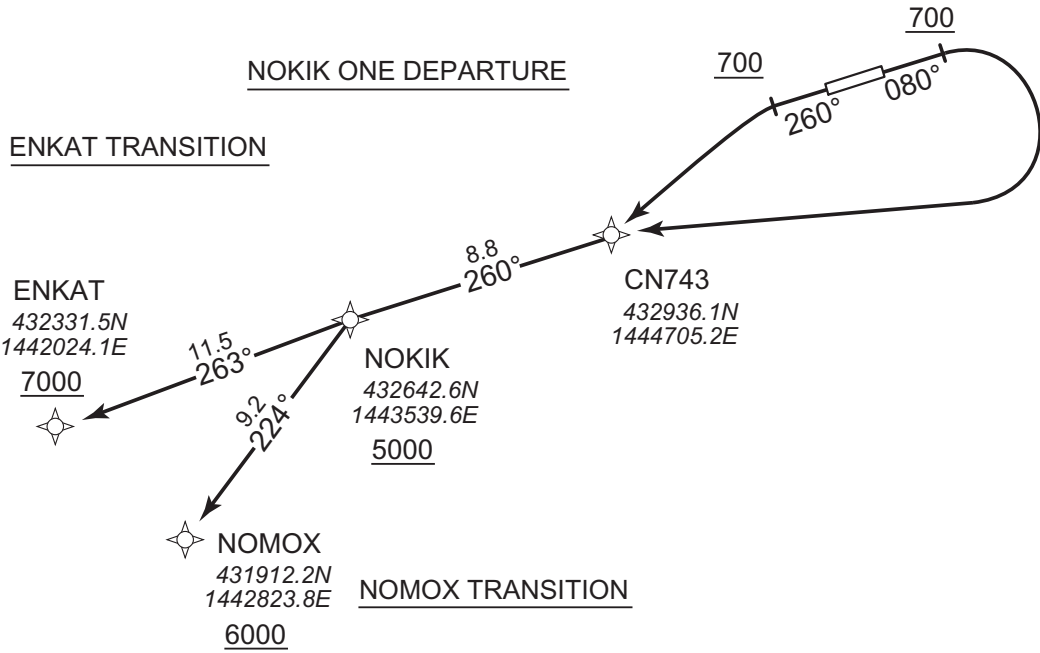 700
700
NOKIK ONE DEPARTURE
260°
080°
ENKAT TRANSITION
8.8
260°
CN743
432936.1N
1444705.2E
ENKAT
432331.5N
1442024.1E
7000
11.5
263°
NOKIK
432642.6N
1443539.6E
5000
9.2
224°
NOMOX
431912.2N
1442823.8E
6000
NOMOX TRANSITION